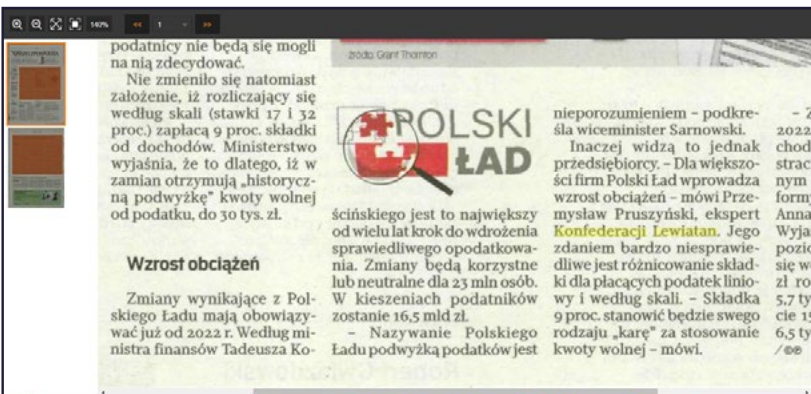 142%
1
podatnicy nie będą się mogli
na nią zdecydować.
Nie zmieniło się natomiast
założenie, iż rozliczający się
według skali (stawki 17 i 32
proc.) zapłacą 9 proc. składki
od dochodów. Ministerstwo
wyjaśnia, że to dlatego, iż w
zamian otrzymują „historycz-
ną podwyżkę” kwoty wolnej
od podatku, do 30 tys. zł.
Wzrost obciążeń
Zmiany wynikające z Pol-
skiego Ładu mają obowiązy-
wać już od 2022 r. Według mi-
nistra finansów Tadeusza Ko-
źródło: Grant Thornton
POLSKI
ŁAD
ścińskiego jest to największy
od wielu lat krok do wdrożenia
sprawiedliwego opodatkowa-
nia. Zmiany będą korzystne
lub neutralne dla 23 mln osób.
W kieszeniach podatników
zostanie 16,5 mld zł.
– Nazywanie Polskiego
Ładu podwyżką podatków jest
nieporozumieniem – podkre-
śla wiceminister Sarnowski.
Inaczej widzą to jednak
przedsiębiorcy. – Dla większo-
ści firm Polski Ład wprowadza
wzrost obciążeń – mówi Prze-
mysław Pruszyński, ekspert
Konfederacji Lewiatan. Jego
zdaniem bardzo niesprawie-
dliwe jest różnicowanie skład-
ki dla płacących podatek linio-
wy i według skali. – Składka
9 proc. stanowić będzie swego
rodzaju „karę” za stosowanie
kwoty wolnej – mówi.
– Z
2022
chod
strac
nym
formy
Anna
Wyja
pozio
się w
zł ro
5,7 ty
cie 15
6,5 ty
/©℗